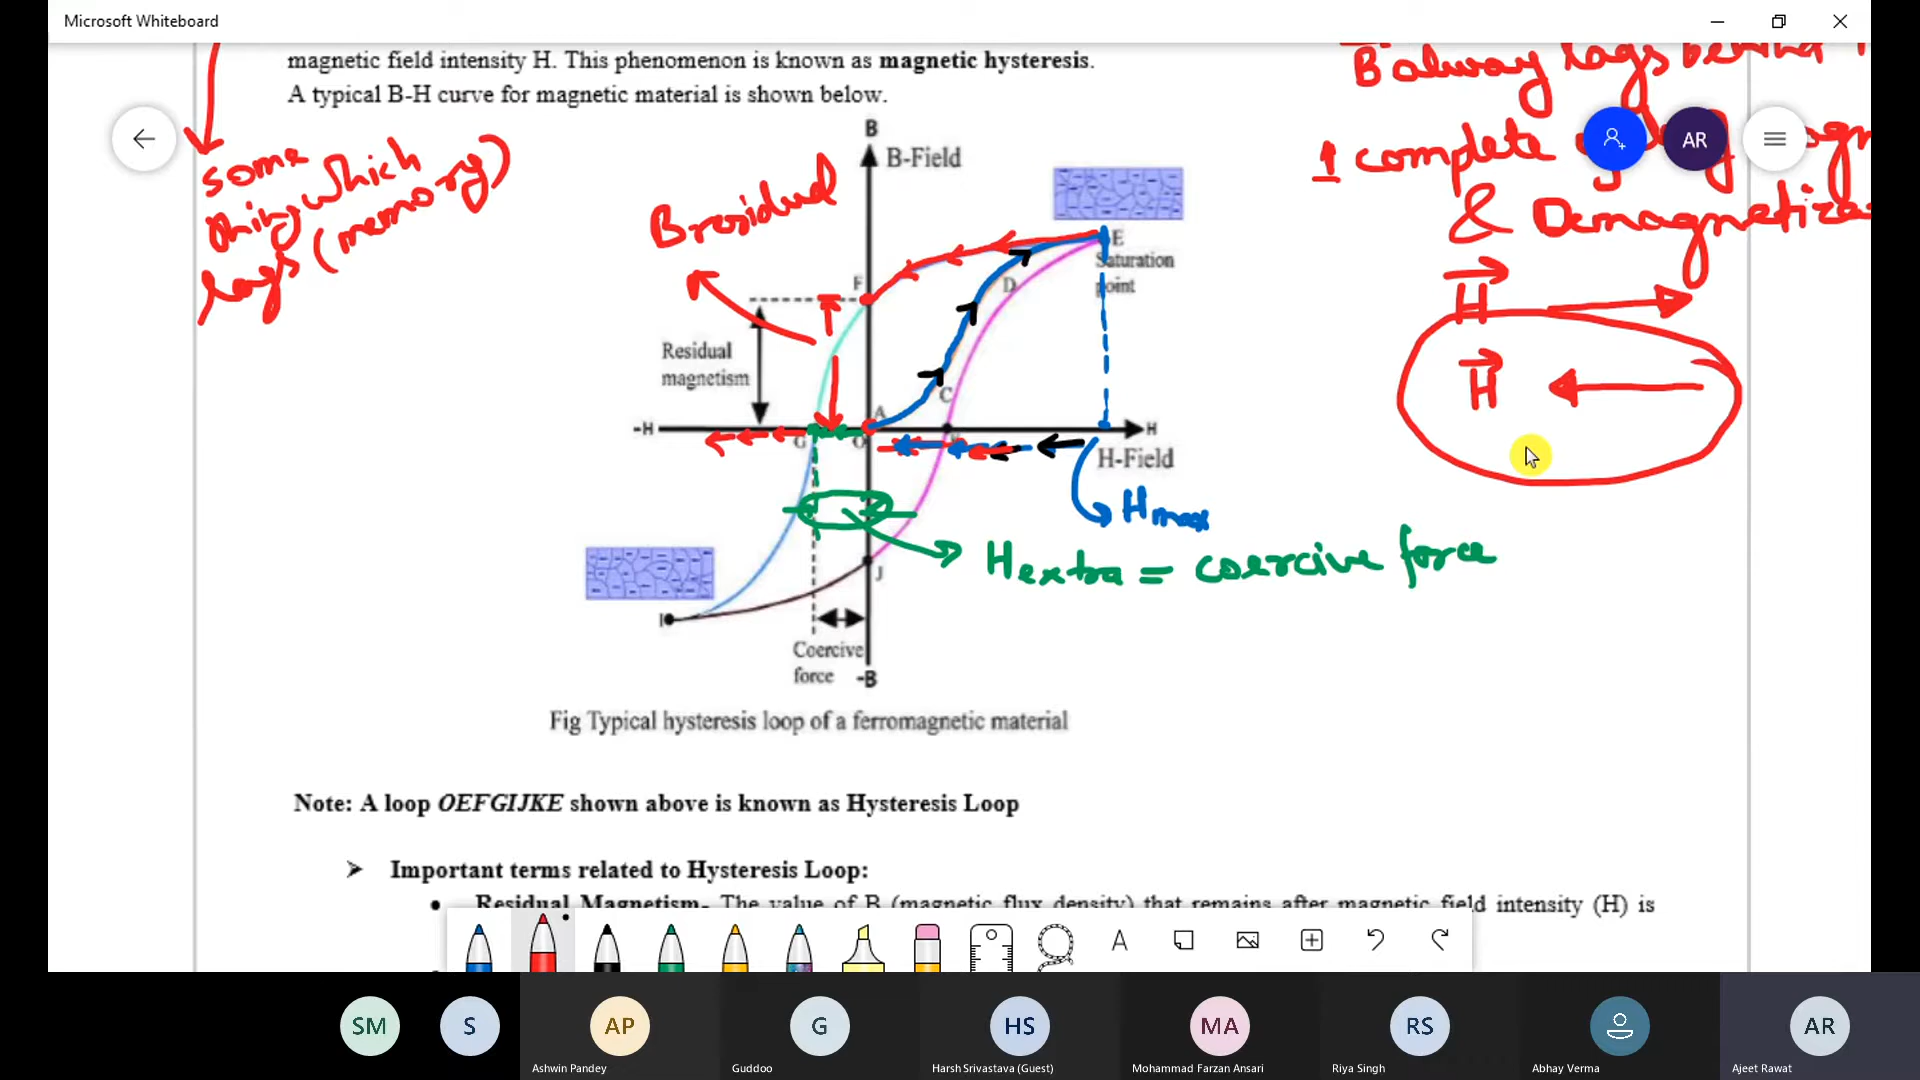 Microsoft Whiteboard
magnetic field intensity H. This phenomenon is known as magnetic hysteresis.
A typical B-H curve for magnetic material is shown below.
B always lags behind
1 complete
& Demagnetiza
some
thing which
lags (memory)
B residual
B
B-Field
E
Saturation
point
D
F
Residual
magnetism
C
A
-H
G
O
H
H-Field
H
H
H max
H extra = coercive force
J
I
Coercive
force
-B
Fig Typical hysteresis loop of a ferromagnetic material
Note: A loop OEFGIJKE shown above is known as Hysteresis Loop
➢ Important terms related to Hysteresis Loop:
• Residual Magnetism- The value of B (magnetic flux density) that remains after magnetic field intensity (H) is
AR
SM
S
AP
G
HS
MA
RS
AR
Ashwin Pandey
Guddoo
Harsh Srivastava (Guest)
Mohammad Farzan Ansari
Riya Singh
Abhay Verma
Ajeet Rawat